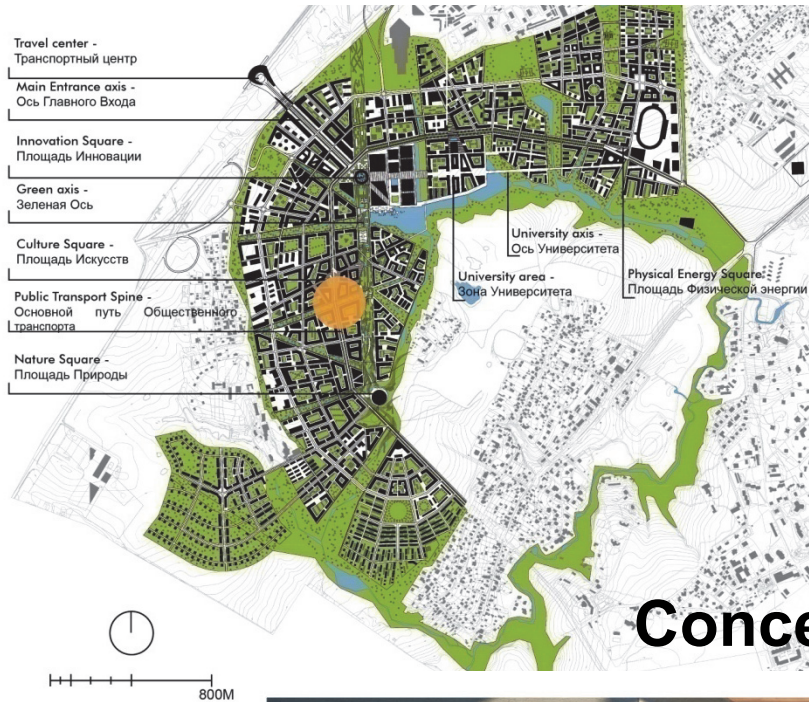 Travel center -
Транспортный центр
Main Entrance axis -
Ось Главного Входа
Innovation Square -
Площадь Инновации
Green axis -
Зеленая Ось
Culture Square -
Площадь Искусств
Public Transport Spine -
Основной путь Общественного
транспорта
Nature Square -
Площадь Природы
University axis -
Ось Университета
University area -
Зона Университета
Physical Energy Square -
Площадь Физической энергии
Conce
800M